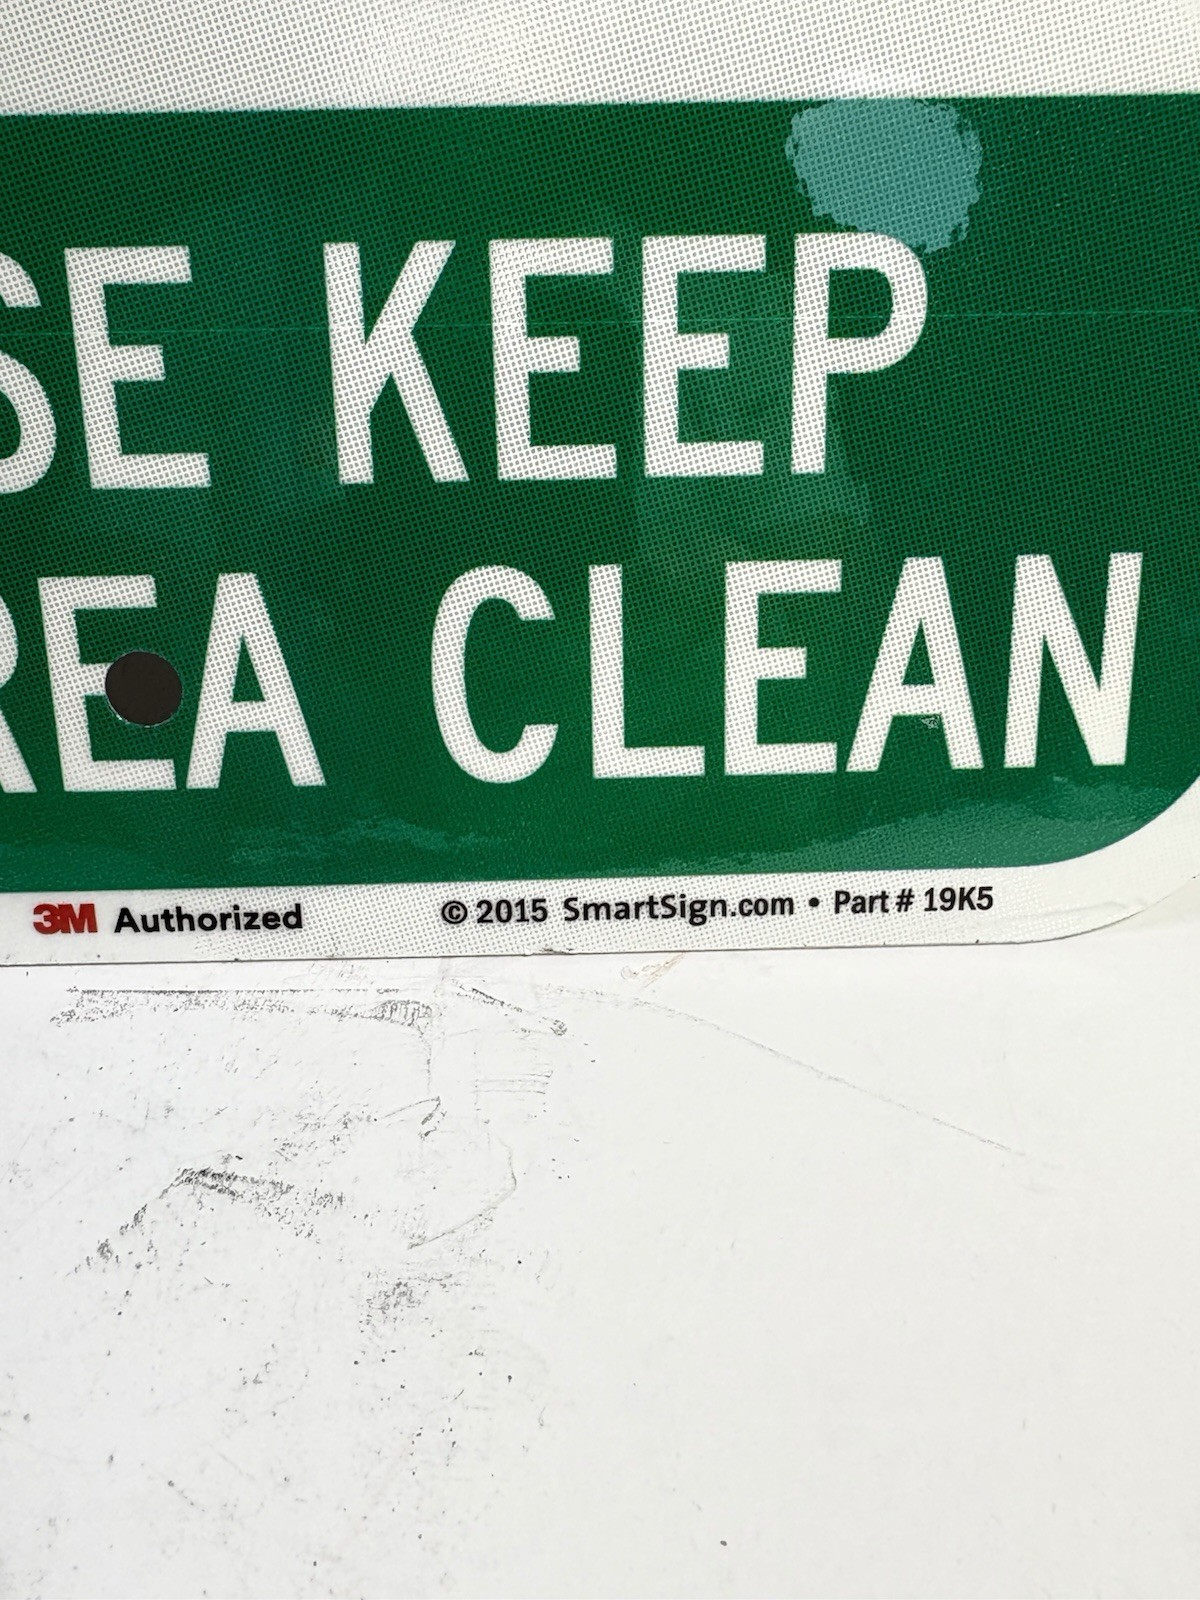 SE KEEP
REA CLEAN
3M Authorized © 2015 SmartSign.com • Part # 19K5